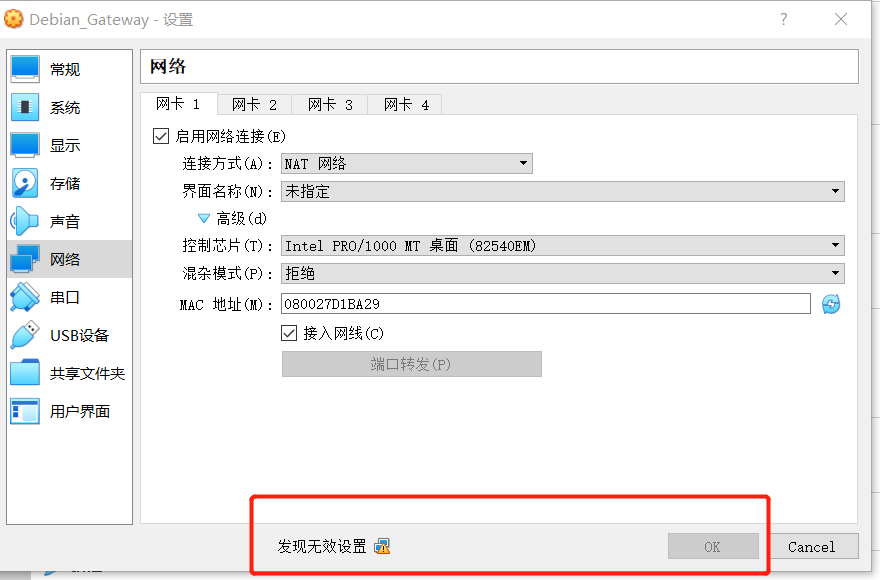 Debian_Gateway - 设置
?
常规
系统
显示
存储
声音
网络
串口
USB设备
共享文件夹
用户界面
网络
网卡 1 网卡 2 网卡 3 网卡 4
启用网络连接(E)
连接方式(A): NAT 网络
界面名称(N): 未指定
高级(d)
控制芯片(T): Intel PRO/1000 MT 桌面 (82540EM)
混杂模式(P): 拒绝
MAC 地址(M): 080027D1BA29
接入网线(C)
端口转发(P)
发现无效设置
OK Cancel